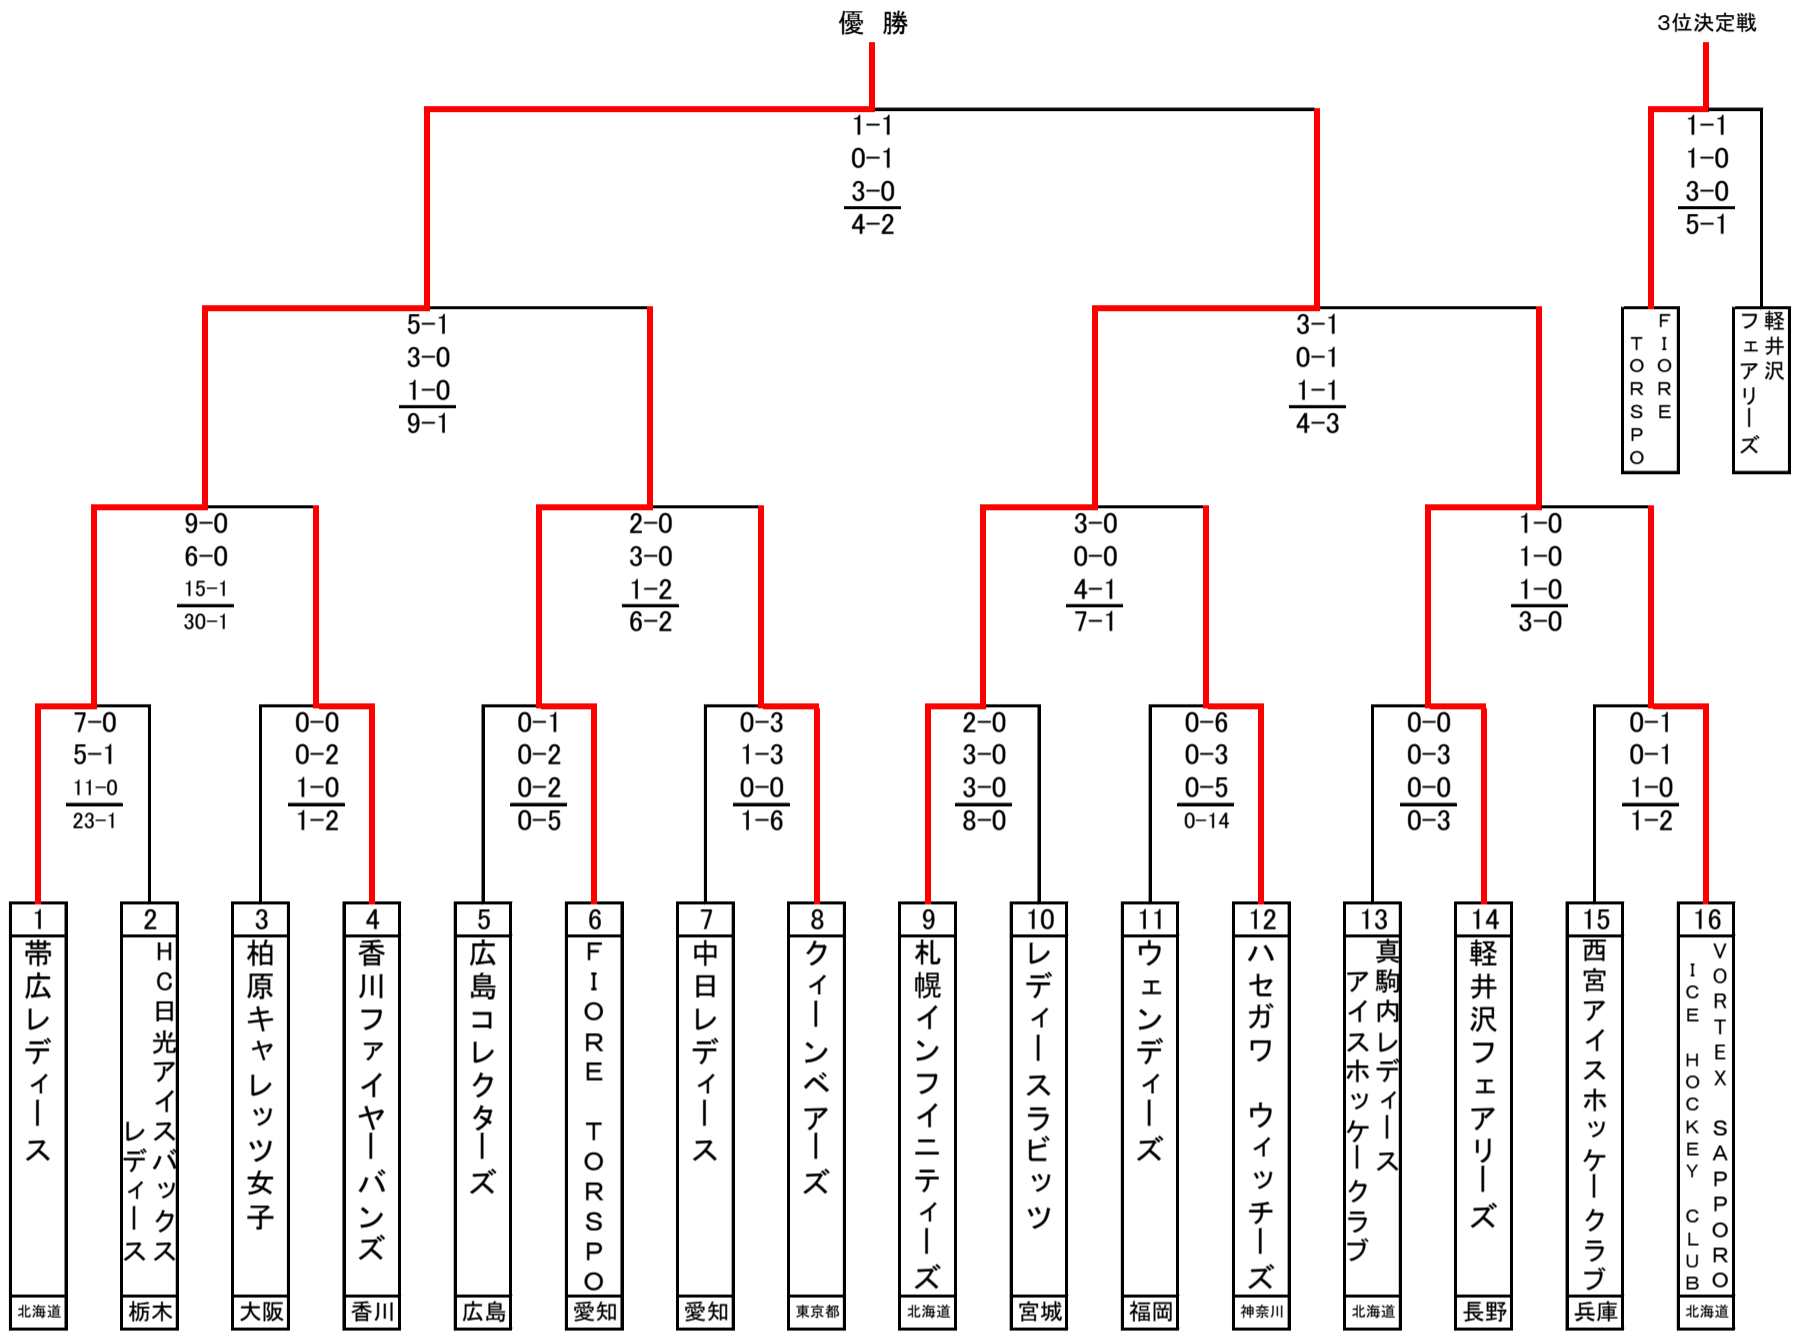 優 勝
3位決定戦
1-1
0-1
3-0
4-2
1-1
1-0
3-0
5-1
FIORE
TORSPO
軽井沢
フェアリーズ
5-1
3-0
1-0
9-1
3-1
0-1
1-1
4-3
9-0
6-0
15-1
30-1
2-0
3-0
1-2
6-2
3-0
0-0
4-1
7-1
1-0
1-0
1-0
3-0
7-0
5-1
11-0
23-1
0-0
0-2
1-0
1-2
0-1
0-2
0-2
0-5
0-3
1-3
0-0
1-6
2-0
3-0
3-0
8-0
0-6
0-3
0-5
0-14
0-0
0-3
0-0
0-3
0-1
0-1
1-0
1-2
1
帯広レディース
北海道
2
HC日光アイスバックス
レディース
栃木
3
柏原キャレッツ女子
大阪
4
香川ファイヤーバンズ
香川
5
広島コレクターズ
広島
6
FIORE TORSPO
愛知
7
中日レディース
愛知
8
クィーンベアーズ
東京都
9
札幌インフイニティーズ
北海道
10
レディースラビッツ
宮城
11
ウェンディーズ
福岡
12
ハセガワ ウィッチーズ
神奈川
13
真駒内レディース
アイスホッケークラブ
北海道
14
軽井沢フェアリーズ
長野
15
西宮アイスホッケークラブ
兵庫
16
VORTEX SAPPORO
ICE HOCKEY CLUB
北海道